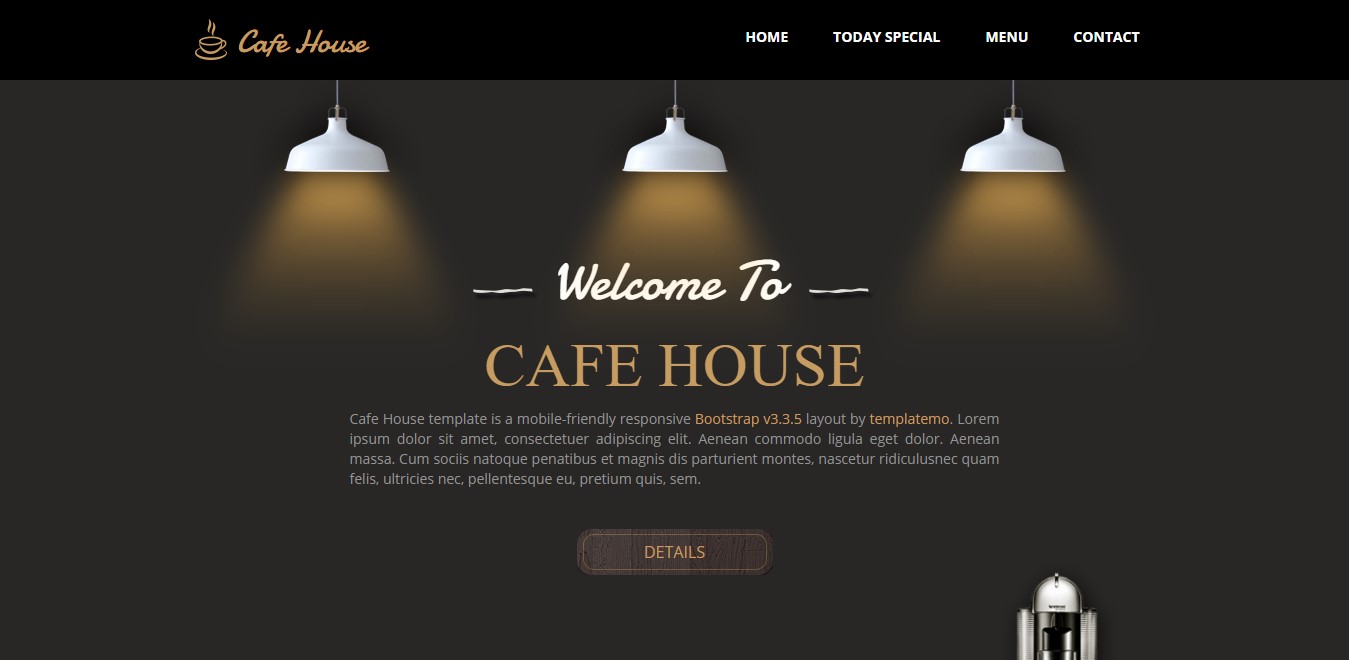 Cafe House
HOME TODAY SPECIAL MENU CONTACT
Welcome To
CAFE HOUSE
Cafe House template is a mobile-friendly responsive Bootstrap v3.3.5 layout by templatemo. Lorem
ipsum dolor sit amet, consectetuer adipiscing elit. Aenean commodo ligula eget dolor. Aenean
massa. Cum sociis natoque penatibus et magnis dis parturient montes, nascetur ridiculusnec quam
felis, ultricies nec, pellentesque eu, pretium quis, sem.
DETAILS